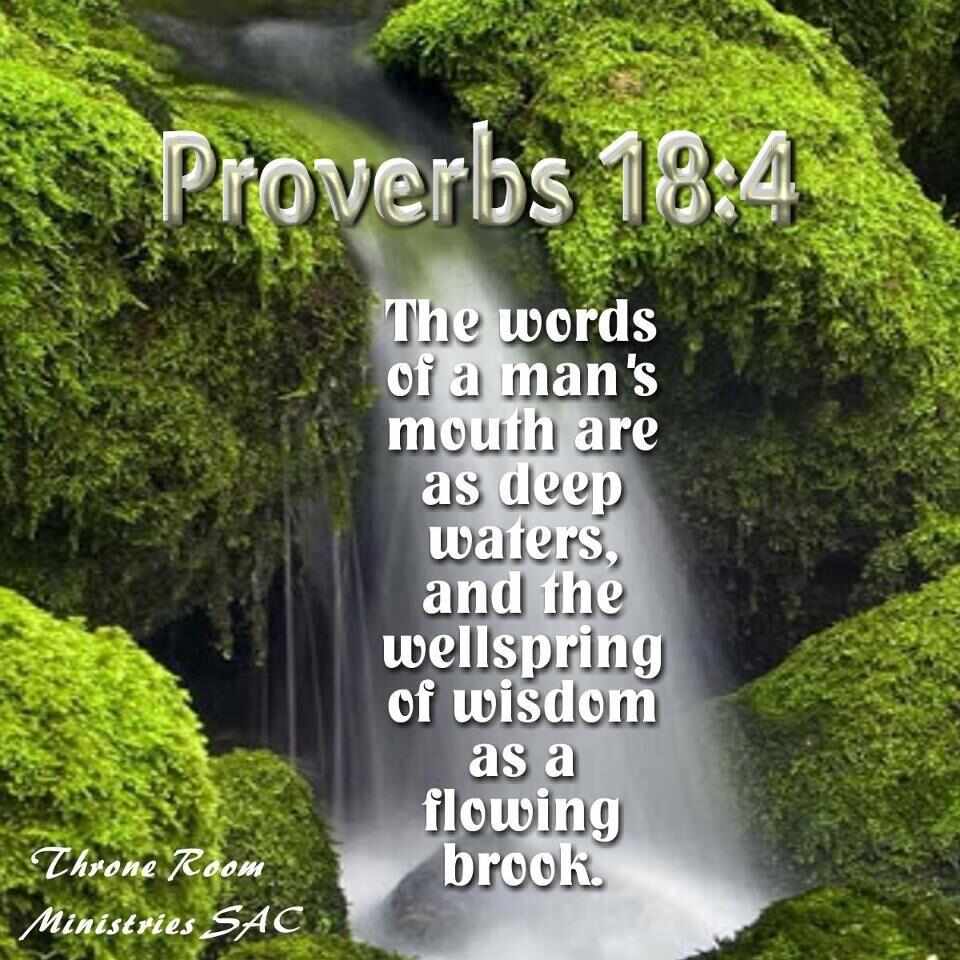 Proverbs 18:4
The words
of a man's
mouth are
as deep
waters,
and the
wellspring
of wisdom
as a
flowing
brook.
Throne Room
Ministries SAC